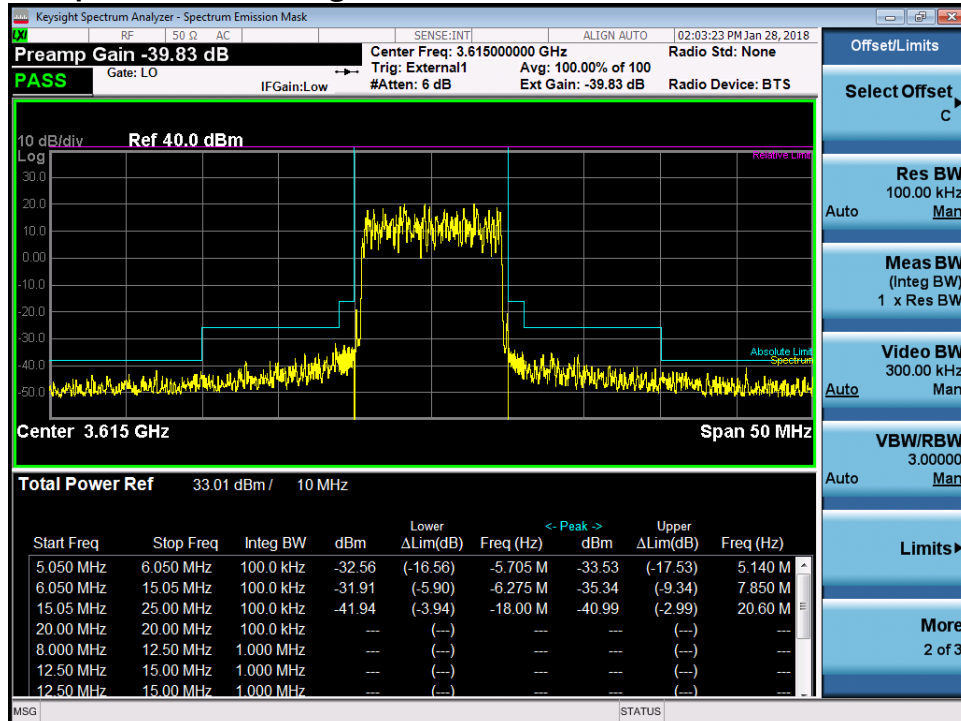 Keysight Spectrum Analyzer - Spectrum Emission Mask
LXI RF 50 Ω AC SENSE:INT ALIGN AUTO 02:03:23 PM Jan 28, 2018
Preamp Gain -39.83 dB
Center Freq: 3.615000000 GHz Radio Std: None
PASS Gate: LO Trig: External1 Avg: 100.00% of 100
IFGain:Low #Atten: 6 dB Ext Gain: -39.83 dB Radio Device: BTS
10 dB/div Ref 40.0 dBm
Log
Relative Limit
30.0
20.0
10.0
0.00
-10.0
-20.0
-30.0
Absolute Limit
Spectrum
-40.0
-50.0
Center 3.615 GHz Span 50 MHz
Total Power Ref 33.01 dBm / 10 MHz
Lower <- Peak -> Upper
Start Freq Stop Freq Integ BW dBm ΔLim(dB) Freq (Hz) dBm ΔLim(dB) Freq (Hz)
5.050 MHz 6.050 MHz 100.0 kHz -32.56 (-16.56) -5.705 M -33.53 (-17.53) 5.140 M
6.050 MHz 15.05 MHz 100.0 kHz -31.91 (-5.90) -6.275 M -35.34 (-9.34) 7.850 M
15.05 MHz 25.00 MHz 100.0 kHz -41.94 (-3.94) -18.00 M -40.99 (-2.99) 20.60 M
20.00 MHz 20.00 MHz 100.0 kHz --- (---) --- --- (---) ---
8.000 MHz 12.50 MHz 1.000 MHz --- (---) --- --- (---) ---
12.50 MHz 15.00 MHz 1.000 MHz --- (---) --- --- (---) ---
12.50 MHz 15.00 MHz 1.000 MHz --- (---) --- --- (---) ---
MSG STATUS
Offset/Limits
Select Offset
C
Res BW
100.00 kHz
Auto Man
Meas BW
(Integ BW)
1 x Res BW
Video BW
300.00 kHz
Auto Man
VBW/RBW
3.00000
Auto Man
Limits
More
2 of 3